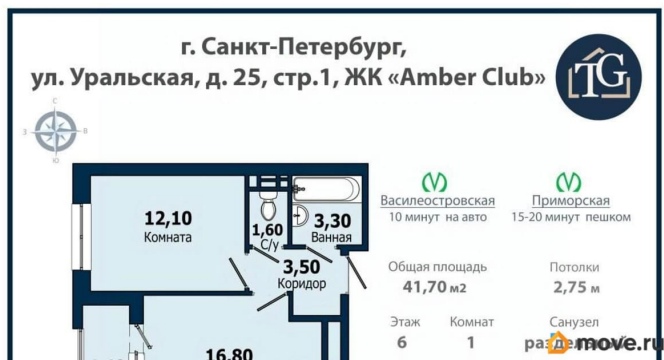 г. Санкт-Петербург,
ул. Уральская, д. 25, стр.1, ЖК «Amber Club»
TG
С
З
В
Ю
12,10
Комната
1,60
С/у
3,30
Ванная
3,50
Коридор
16,80
Василеостровская
10 минут на авто
Приморская
15-20 минут пешком
Общая площадь
41,70 м2
Потолки
2,75 м
Этаж
6
Комнат
1
Санузел
раздельный
move.ru